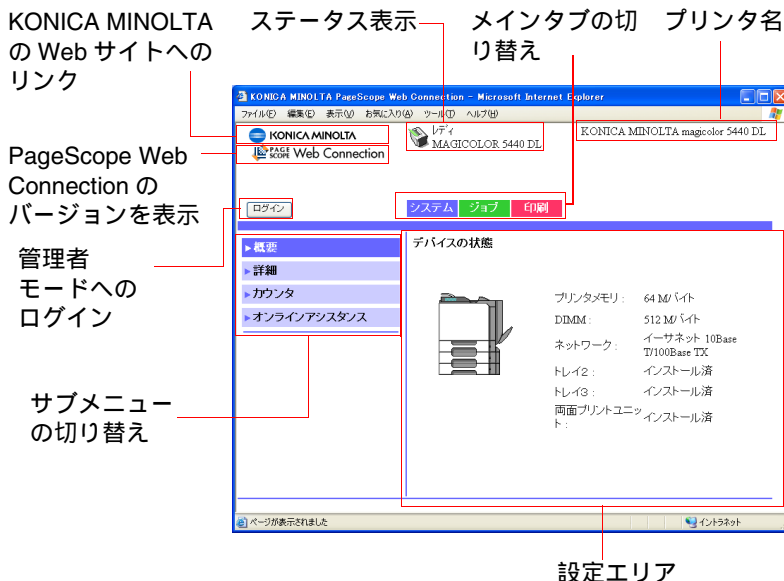 KONICA MINOLTA
の Web サイトへの
リンク
ステータス表示
メインタブの切
り替え
プリンタ名
PageScope Web
Connection の
バージョンを表示
管理者
モードへの
ログイン
サブメニュー
の切り替え
KONICA MINOLTA PageScope Web Connection - Microsoft Internet Explorer
ファイル(F) 編集(E) 表示(V) お気に入り(A) ツール(T) ヘルプ(H)
KONICA MINOLTA
PAGE SCOPE Web Connection
レディ
MAGICOLOR 5440 DL
KONICA MINOLTA magicolor 5440 DL
ログイン
システム ジョブ 印刷
概要
詳細
カウンタ
オンラインアシスタンス
デバイスの状態
プリンタメモリ : 64 Mバイト
DIMM : 512 Mバイト
ネットワーク : イーサネット 10Base
T/100Base TX
トレイ2 : インストール済
トレイ3 : インストール済
両面プリントユニッ
ト : インストール済
ページが表示されました
イントラネット
設定エリア